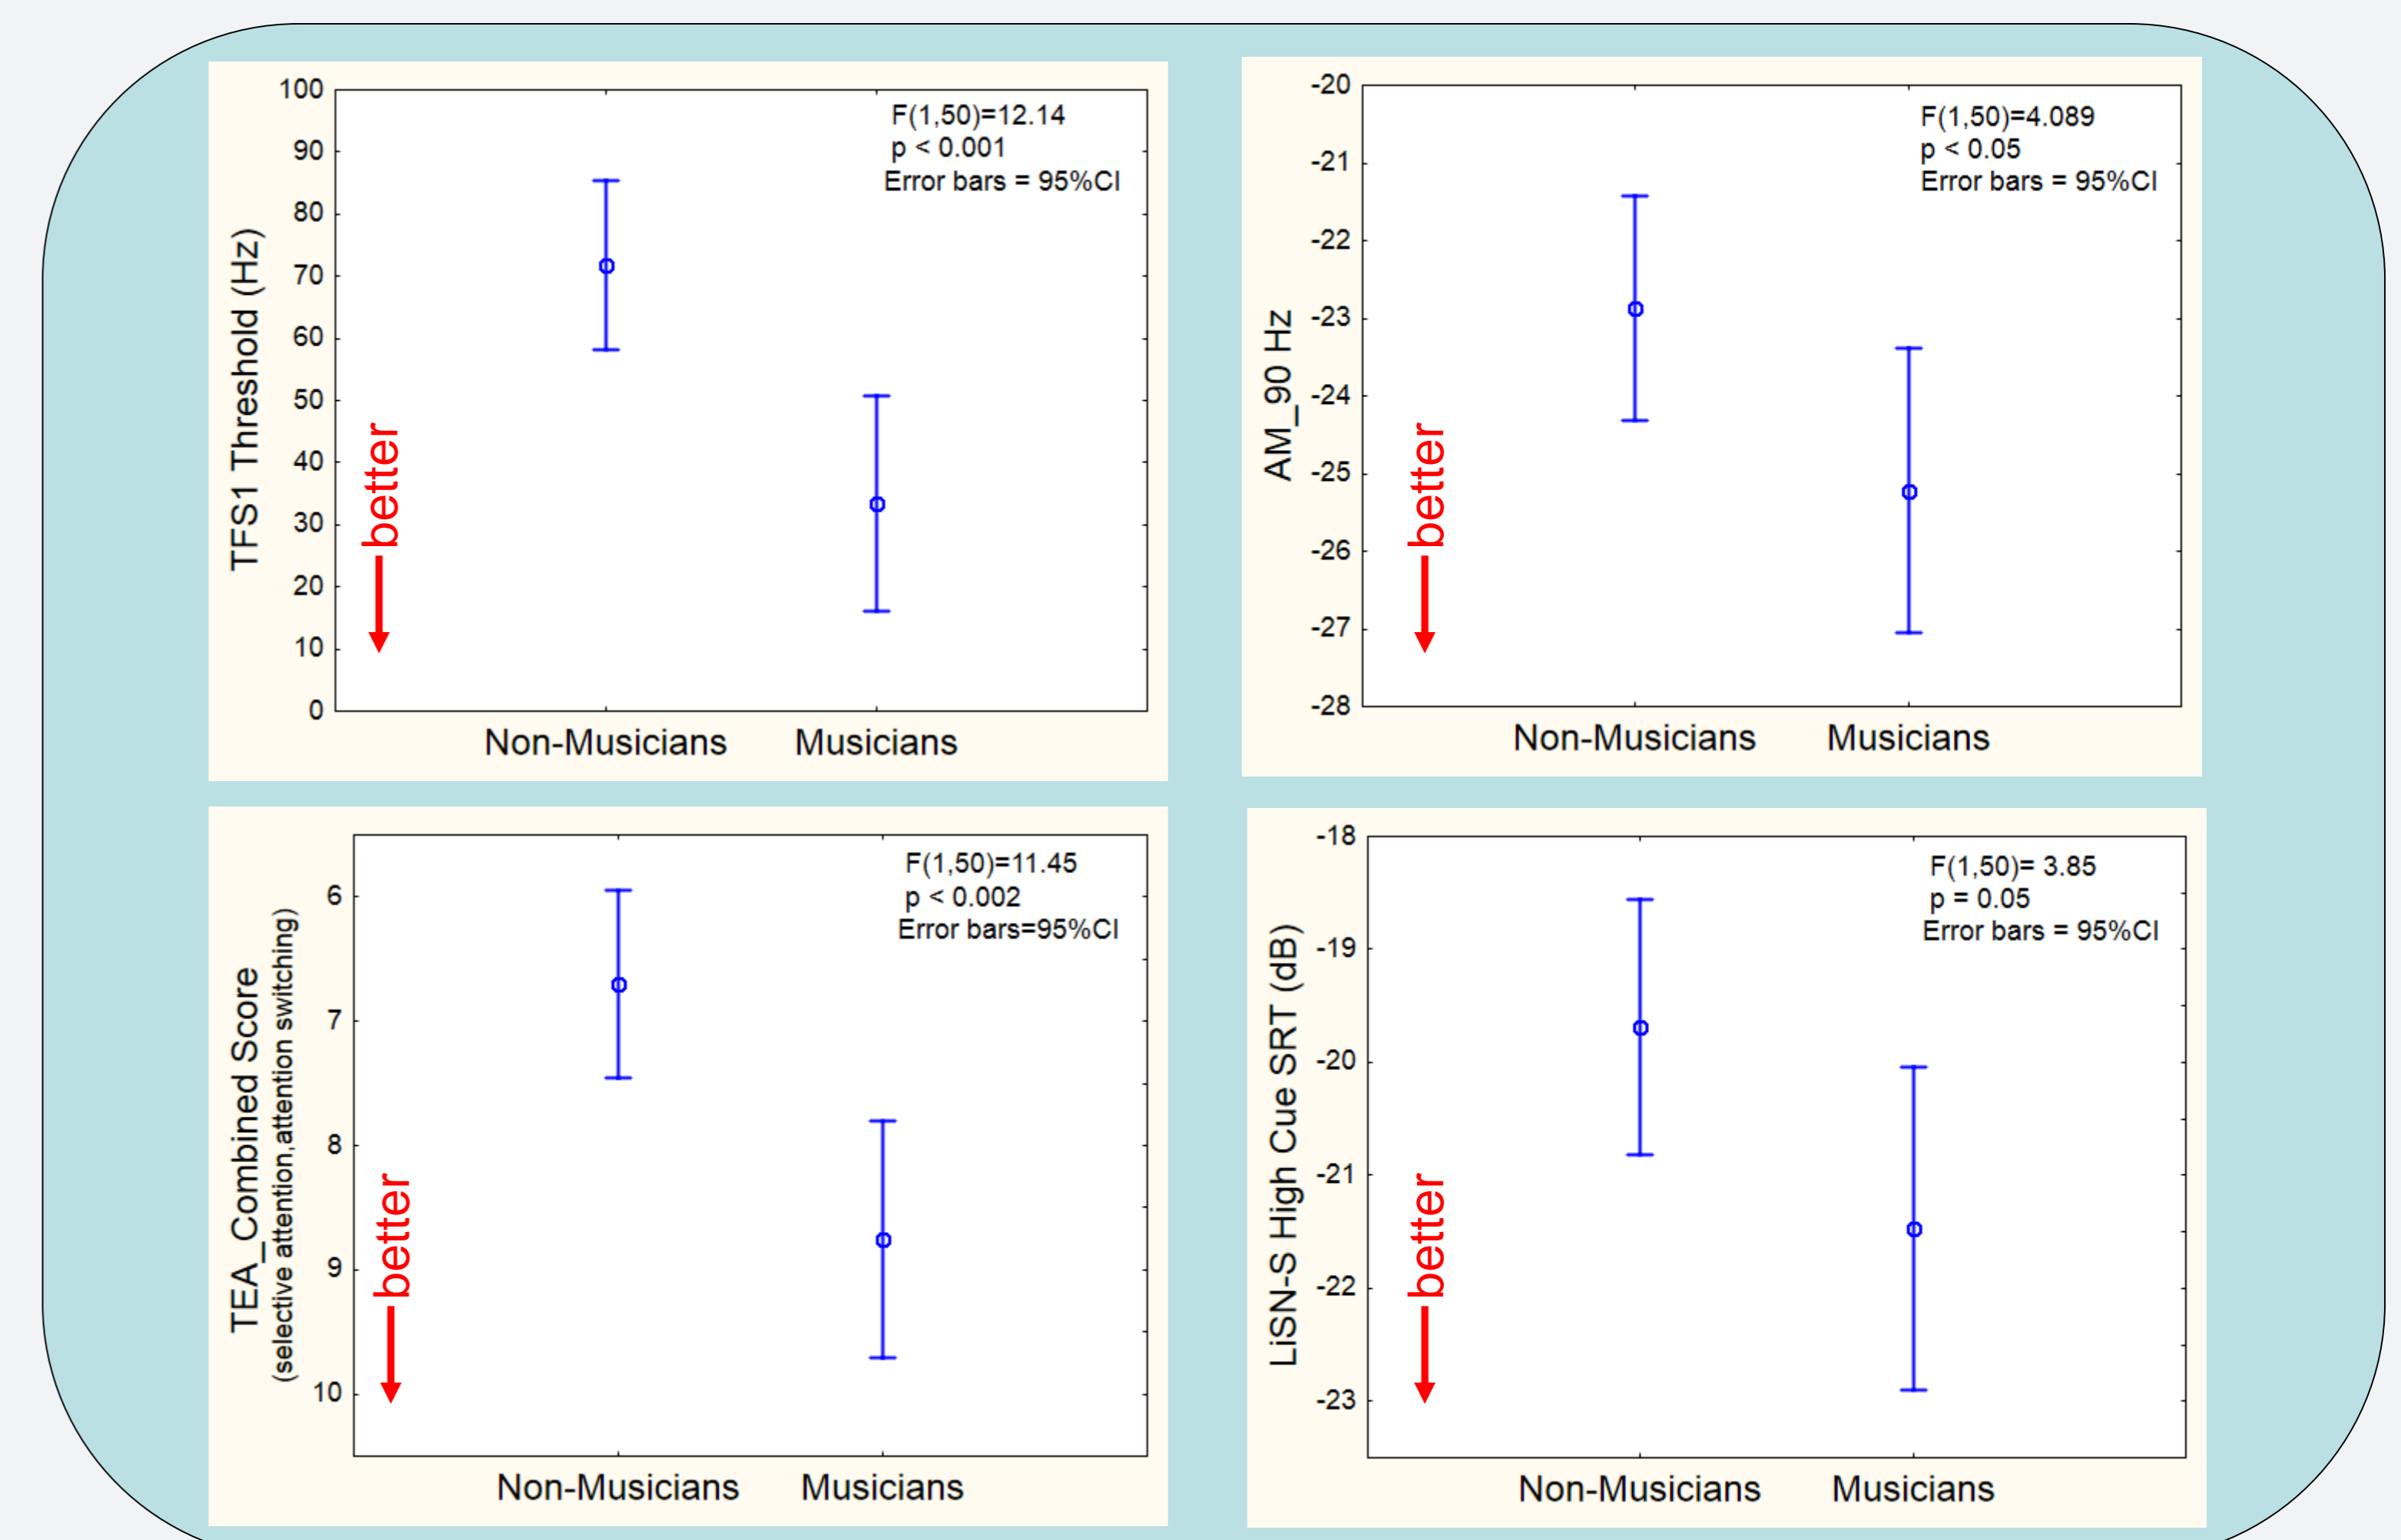 100
90
80
70
60
50
40
30
20
10
0
TFS1 Threshold (Hz)
better
F(1,50)=12.14
p < 0.001
Error bars = 95%CI
Non-Musicians Musicians
-20
-21
-22
-23
-24
-25
-26
-27
-28
AM_90 Hz
better
F(1,50)=4.089
p < 0.05
Error bars = 95%CI
Non-Musicians Musicians
6
7
8
9
10
TEA_Combined Score
(selective attention,attention switching)
better
F(1,50)=11.45
p < 0.002
Error bars=95%CI
Non-Musicians Musicians
-18
-19
-20
-21
-22
-23
LiSN-S High Cue SRT (dB)
better
F(1,50)= 3.85
p = 0.05
Error bars = 95%CI
Non-Musicians Musicians